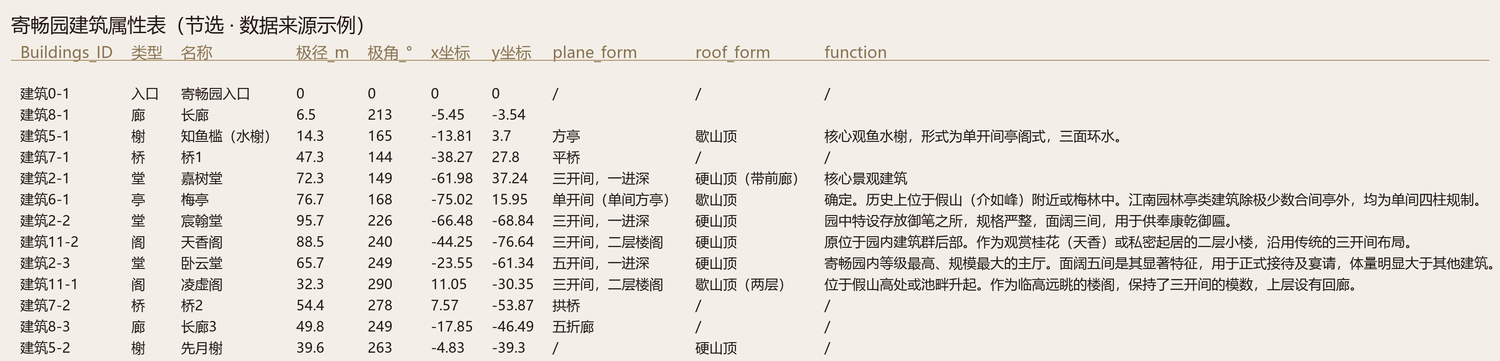 寄畅园建筑属性表（节选 · 数据来源示例）
Buildings_ID 类型 名称 极径_m 极角_° x坐标 y坐标 plane_form roof_form function
建筑0-1 入口 寄畅园入口 0 0 0 0 / / /
建筑8-1 廊 长廊 6.5 213 -5.45 -3.54
建筑5-1 榭 知鱼槛（水榭） 14.3 165 -13.81 3.7 方亭 歇山顶 核心观鱼水榭，形式为单开间亭阁式，三面环水。
建筑7-1 桥 桥1 47.3 144 -38.27 27.8 平桥 / /
建筑2-1 堂 嘉树堂 72.3 149 -61.98 37.24 三开间，一进深 硬山顶（带前廊） 核心景观建筑
建筑6-1 亭 梅亭 76.7 168 -75.02 15.95 单开间（单间方亭） 歇山顶 确定。历史上位于假山（介如峰）附近或梅林中。江南园林亭类建筑除极少数合间亭外，均为单间四柱规制。
建筑2-2 堂 宸翰堂 95.7 226 -66.48 -68.84 三开间，一进深 硬山顶 园中特设存放御笔之所，规格严整，面阔三间，用于供奉康乾御匾。
建筑11-2 阁 天香阁 88.5 240 -44.25 -76.64 三开间，二层楼阁 硬山顶 原位于园内建筑群后部。作为观赏桂花（天香）或私密起居的二层小楼，沿用传统的三开间布局。
建筑2-3 堂 卧云堂 65.7 249 -23.55 -61.34 五开间，一进深 硬山顶 寄畅园内等级最高、规模最大的主厅。面阔五间是其显著特征，用于正式接待及宴请，体量明显大于其他建筑。
建筑11-1 阁 凌虚阁 32.3 290 11.05 -30.35 三开间，二层楼阁 歇山顶（两层） 位于假山高处或池畔升起。作为临高远眺的楼阁，保持了三开间的模数，上层设有回廊。
建筑7-2 桥 桥2 54.4 278 7.57 -53.87 拱桥 / /
建筑8-3 廊 长廊3 49.8 249 -17.85 -46.49 五折廊 / /
建筑5-2 榭 先月榭 39.6 263 -4.83 -39.3 / 硬山顶 /